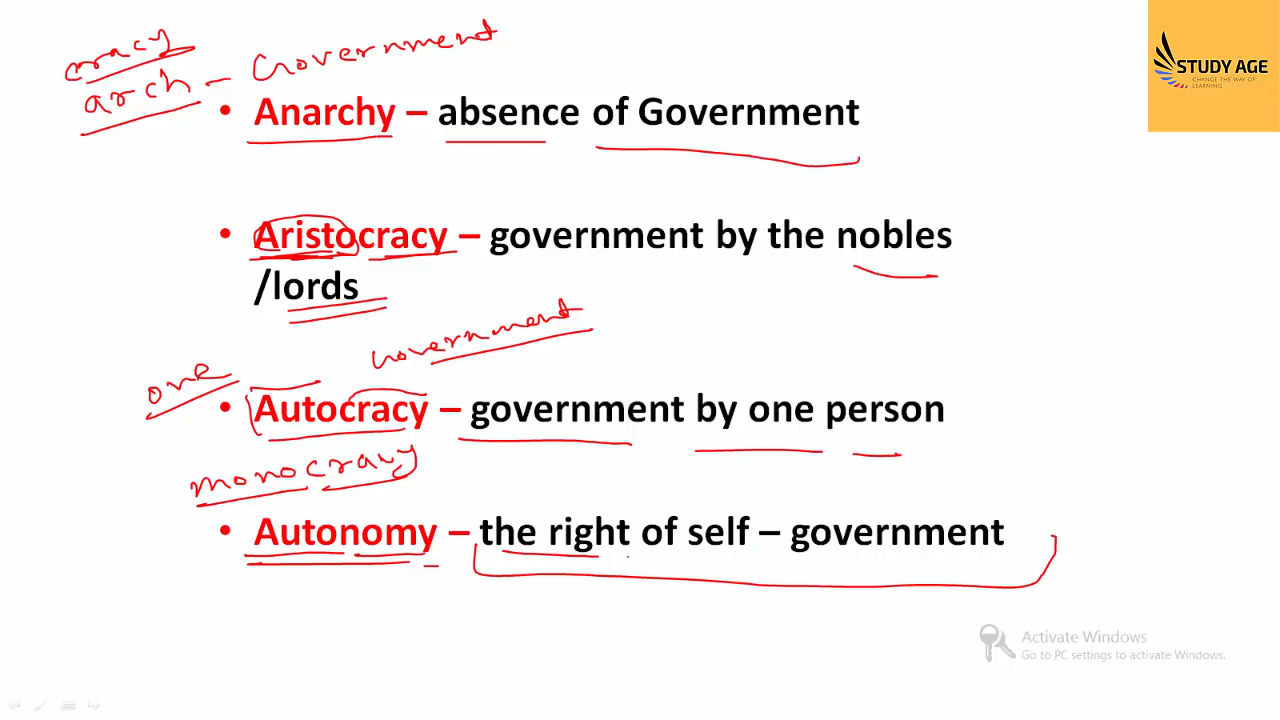 cracy
arch – Government
STUDY AGE
CHANGE THE WAY OF
LEARNING
• Anarchy – absence of Government
• Aristocracy – government by the nobles
/lords
Government
one
• Autocracy – government by one person
monocracy
• Autonomy – the right of self – government
Activate Windows
Go to PC settings to activate Windows.